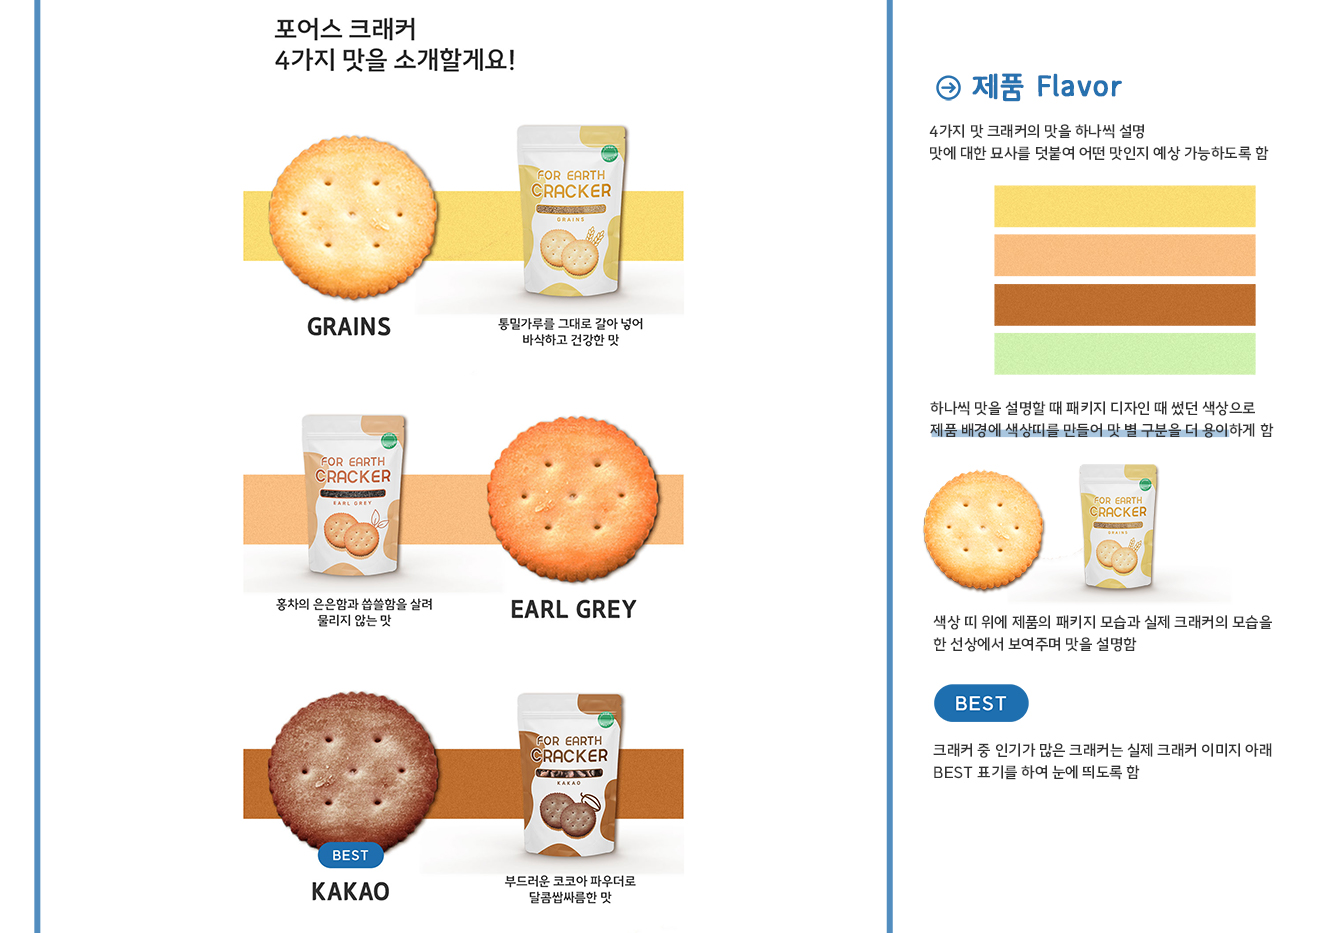 포어스 크래커
4가지 맛을 소개할게요!
FOR EARTH
CRACKER
GRAINS
GRAINS
통밀가루를 그대로 갈아 넣어
바삭하고 건강한 맛
FOR EARTH
CRACKER
EARL GREY
홍차의 은은함과 씁쓸함을 살려
물리지 않는 맛
EARL GREY
FOR EARTH
CRACKER
KAKAO
BEST
KAKAO
부드러운 코코아 파우더로
달콤쌉싸름한 맛
제품 Flavor
4가지 맛 크래커의 맛을 하나씩 설명
맛에 대한 묘사를 덧붙여 어떤 맛인지 예상 가능하도록 함
하나씩 맛을 설명할 때 패키지 디자인 때 썼던 색상으로
제품 배경에 색상띠를 만들어 맛 별 구분을 더 용이하게 함
FOR EARTH
CRACKER
GRAINS
색상 띠 위에 제품의 패키지 모습과 실제 크래커의 모습을
한 선상에서 보여주며 맛을 설명함
BEST
크래커 중 인기가 많은 크래커는 실제 크래커 이미지 아래
BEST 표기를 하여 눈에 띄도록 함